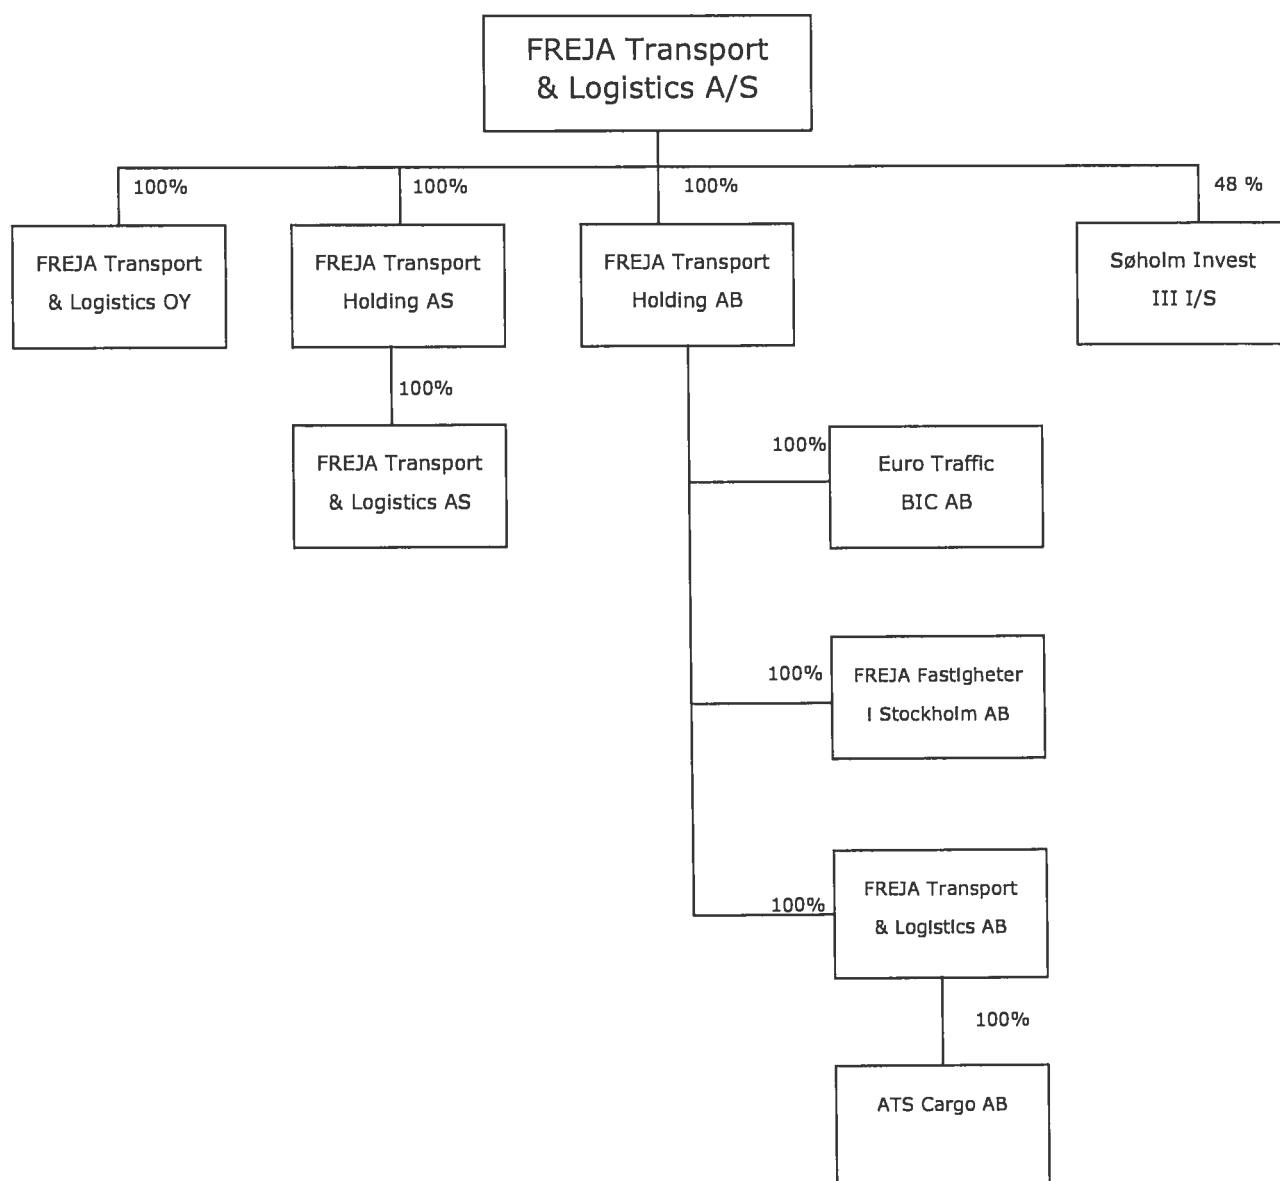 FREJA Transport
& Logistics A/S
100%
100%
100%
48 %
FREJA Transport
& Logistics OY
FREJA Transport
Holding AS
FREJA Transport
Holding AB
Søholm Invest
III I/S
100%
FREJA Transport
& Logistics AS
100%
Euro Traffic
BIC AB
100%
FREJA Fastigheter
I Stockholm AB
100%
FREJA Transport
& Logistics AB
100%
ATS Cargo AB